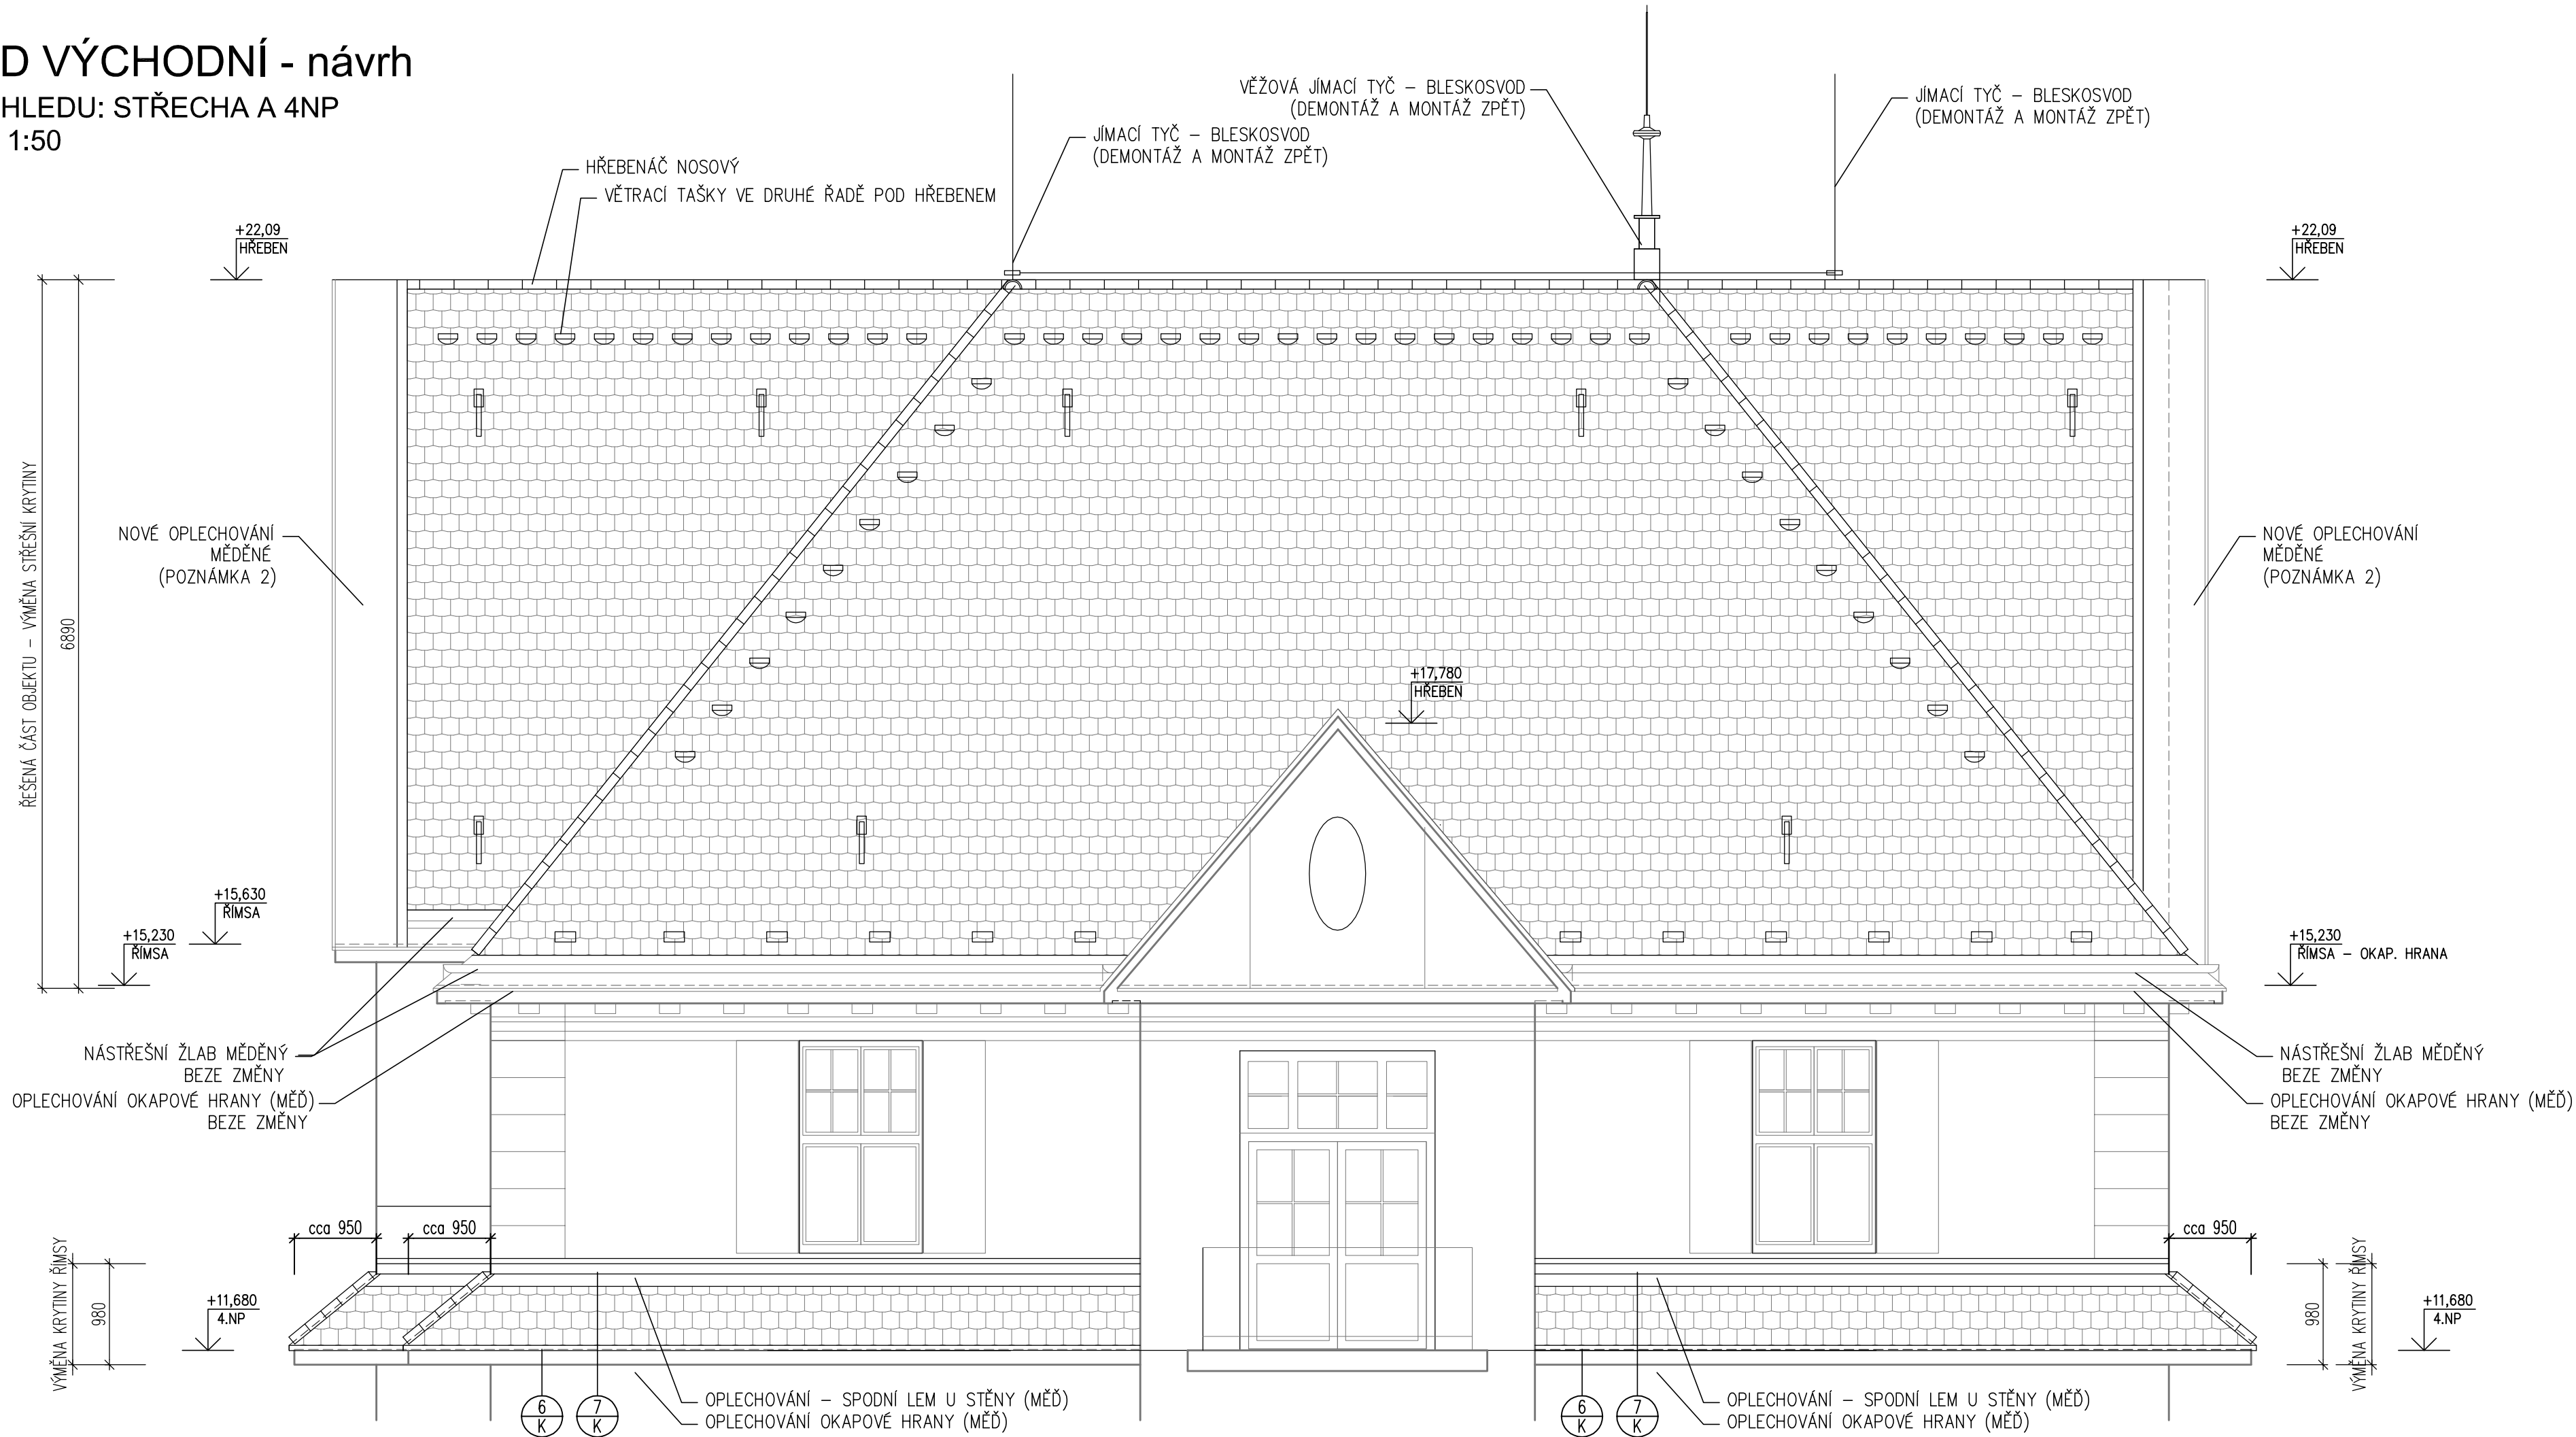 D VÝCHODNÍ - návrh
HLEDU: STŘECHA A 4NP
1:50
HŘEBENÁČ NOSOVÝ
VĚTRACÍ TAŠKY VE DRUHÉ ŘADĚ POD HŘEBENEM
JÍMACÍ TYČ – BLESKOSVOD
(DEMONTÁŽ A MONTÁŽ ZPĚT)
VĚŽOVÁ JÍMACÍ TYČ – BLESKOSVOD
(DEMONTÁŽ A MONTÁŽ ZPĚT)
JÍMACÍ TYČ – BLESKOSVOD
(DEMONTÁŽ A MONTÁŽ ZPĚT)
+22,09
HŘEBEN
+22,09
HŘEBEN
ŘEŠENÁ ČÁST OBJEKTU – VÝMĚNA STŘEŠNÍ KRYTINY
6890
NOVÉ OPLECHOVÁNÍ
MĚDĚNÉ
(POZNÁMKA 2)
NOVÉ OPLECHOVÁNÍ
MĚDĚNÉ
(POZNÁMKA 2)
+17,780
HŘEBEN
+15,630
ŘÍMSA
+15,230
ŘÍMSA
+15,230
ŘÍMSA – OKAP. HRANA
NÁSTŘEŠNÍ ŽLAB MĚDĚNÝ
BEZE ZMĚNY
OPLECHOVÁNÍ OKAPOVÉ HRANY (MĚĎ)
BEZE ZMĚNY
NÁSTŘEŠNÍ ŽLAB MĚDĚNÝ
BEZE ZMĚNY
OPLECHOVÁNÍ OKAPOVÉ HRANY (MĚĎ)
BEZE ZMĚNY
cca 950
cca 950
cca 950
VÝMĚNA KRYTINY ŘÍMSY
980
+11,680
4.NP
980
VÝMĚNA KRYTINY ŘÍMSY
+11,680
4.NP
6
K
7
K
OPLECHOVÁNÍ – SPODNÍ LEM U STĚNY (MĚĎ)
OPLECHOVÁNÍ OKAPOVÉ HRANY (MĚĎ)
6
K
7
K
OPLECHOVÁNÍ – SPODNÍ LEM U STĚNY (MĚĎ)
OPLECHOVÁNÍ OKAPOVÉ HRANY (MĚĎ)